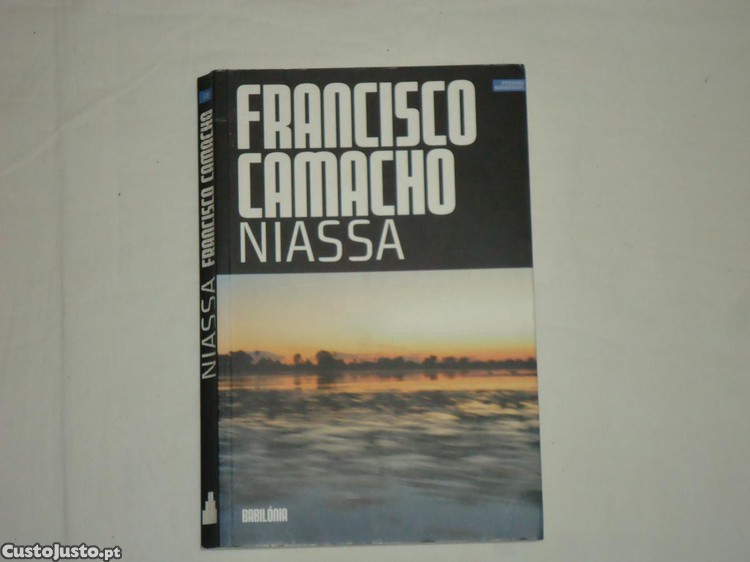 FRANCISCO
CAMACHO
NIASSA
NIASSA FRANCISCO CAMACHO
BABILÓNIA
CustoJusto.pt